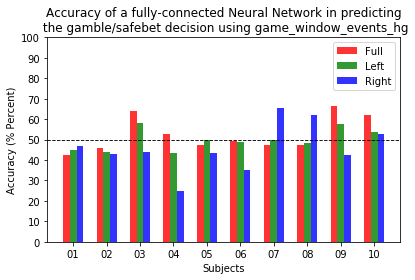 Accuracy of a fully-connected Neural Network in predicting
the gamble/safebet decision using game_window_events_hg
Accuracy (% Percent)
100
90
80
70
60
50
40
30
20
10
0
Full
Left
Right
01 02 03 04 05 06 07 08 09 10
Subjects